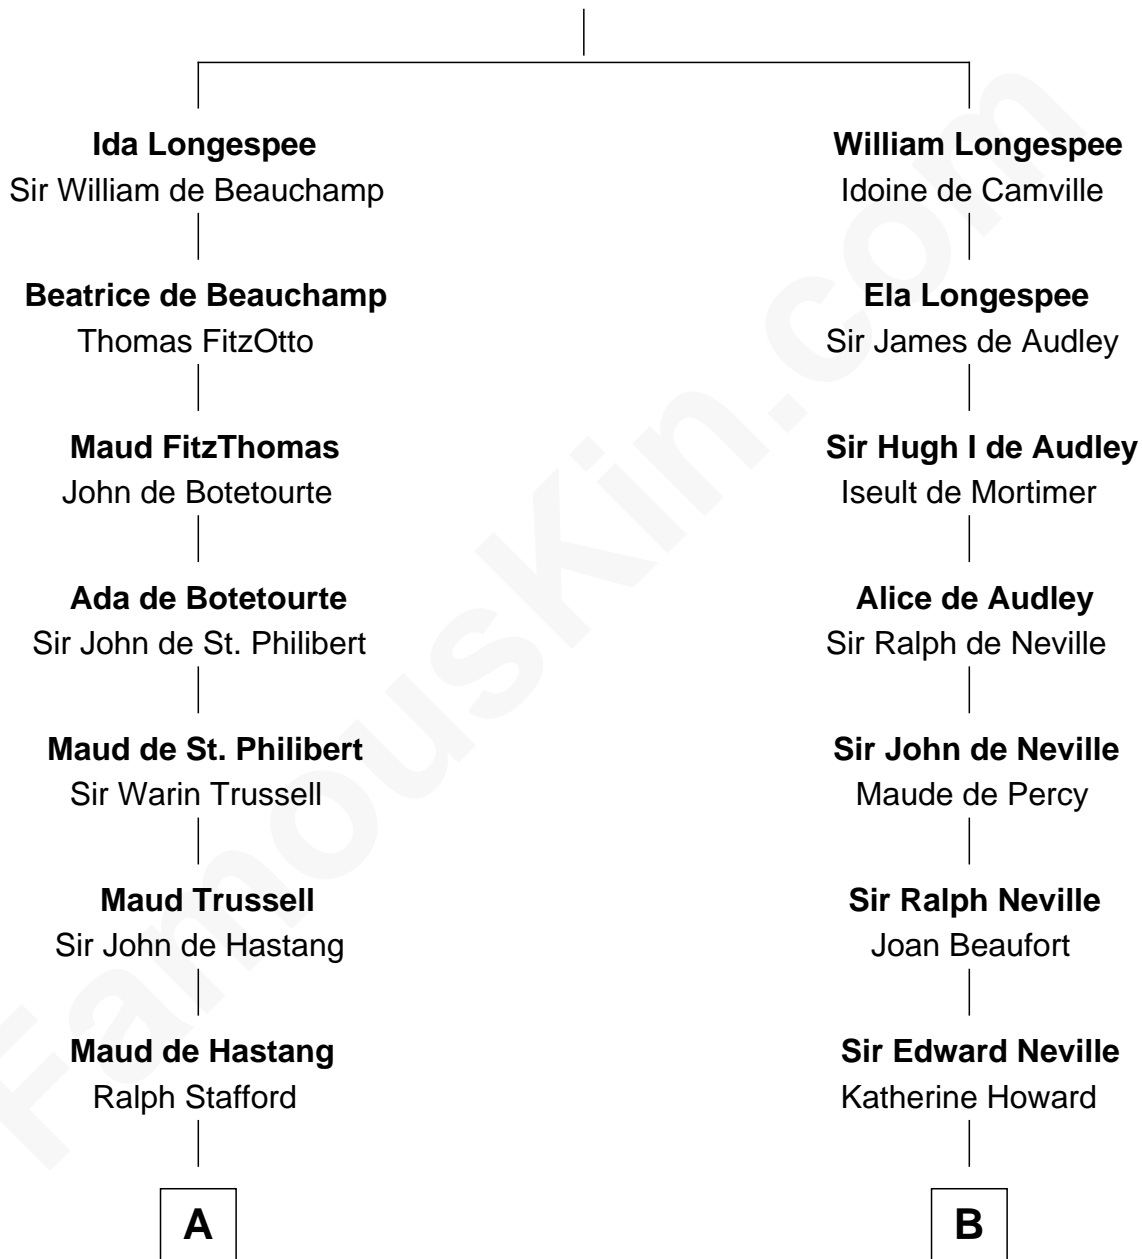 Ida Longespee
Sir William de Beauchamp
Beatrice de Beauchamp
Thomas FitzOtto
Maud FitzThomas
John de Botetourte
Ada de Botetourte
Sir John de St. Philibert
Maud de St. Philibert
Sir Warin Trussell
Maud Trussell
Sir John de Hastang
Maud de Hastang
Ralph Stafford
A
William Longespee
Idoine de Camville
Ela Longespee
Sir James de Audley
Sir Hugh I de Audley
Iseult de Mortimer
Alice de Audley
Sir Ralph de Neville
Sir John de Neville
Maude de Percy
Sir Ralph Neville
Joan Beaufort
Sir Edward Neville
Katherine Howard
B
FamousKin.com